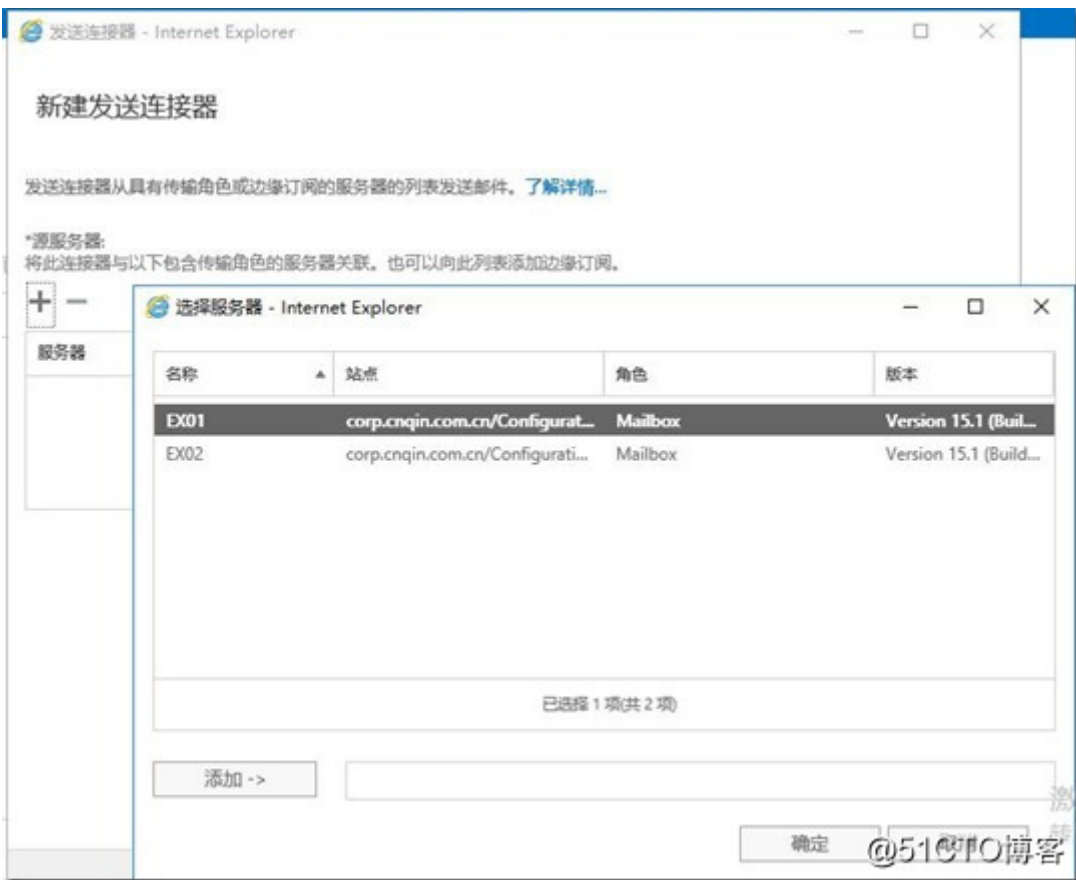 发送连接器 - Internet Explorer
新建发送连接器
发送连接器从具有传输角色或边缘订阅的服务器的列表发送邮件。了解详情...
*源服务器:
将此连接器与以下包含传输角色的服务器关联。也可以向此列表添加边缘订阅。
服务器
选择服务器 - Internet Explorer
名称 站点 角色 版本
EX01 corp.cnqin.com.cn/Configurat... Mailbox Version 15.1 (Buil...
EX02 corp.cnqin.com.cn/Configurati... Mailbox Version 15.1 (Build...
已选择 1 项(共 2 项)
添加 ->
激
转
确定 取消
@51CTO博客